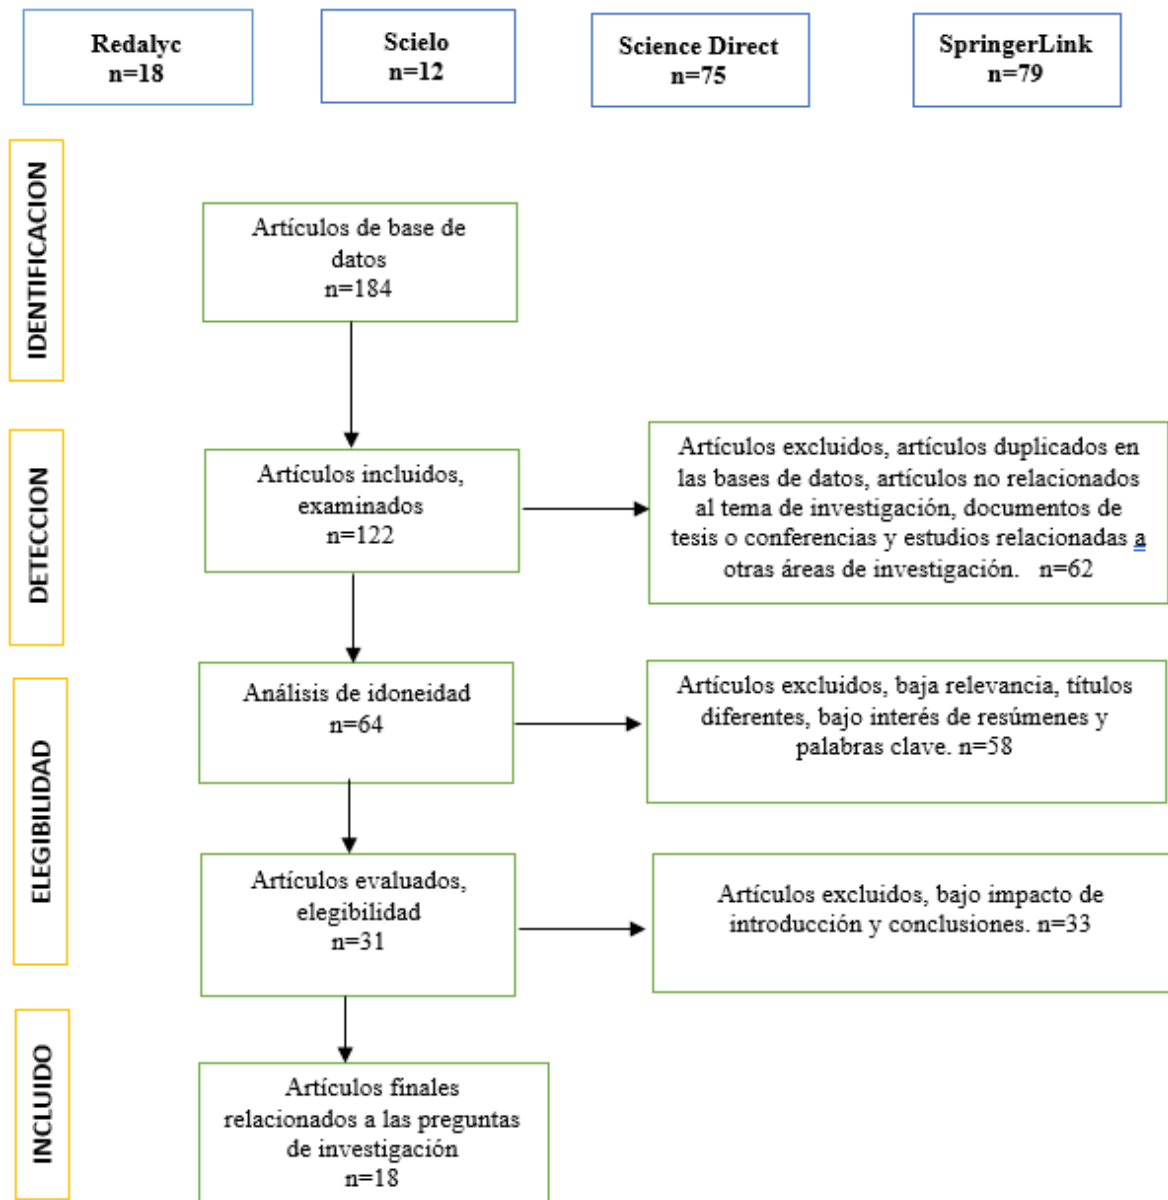 Redalyc
n=18
Scielo
n=12
Science Direct
n=75
SpringerLink
n=79
IDENTIFICACION
Artículos de base de
datos
n=184
DETECCION
Artículos incluidos,
examinados
n=122
Artículos excluidos, artículos duplicados en
las bases de datos, artículos no relacionados
al tema de investigación, documentos de
tesis o conferencias y estudios relacionadas a
otras áreas de investigación. n=62
ELEGIBILIDAD
Análisis de idoneidad
n=64
Artículos excluidos, baja relevancia, títulos
diferentes, bajo interés de resúmenes y
palabras clave. n=58
Artículos evaluados,
elegibilidad
n=31
Artículos excluidos, bajo impacto de
introducción y conclusiones. n=33
INCLUIDO
Artículos finales
relacionados a las preguntas
de investigación
n=18